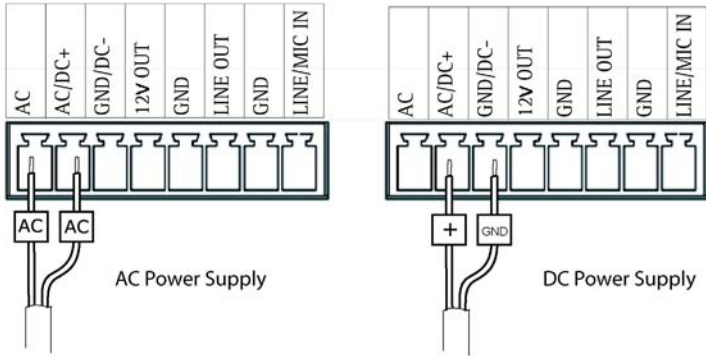 AC
AC/DC+
GND/DC-
12V OUT
GND
LINE OUT
GND
LINE/MIC IN
AC
AC
AC Power Supply
AC
AC/DC+
GND/DC-
12V OUT
GND
LINE OUT
GND
LINE/MIC IN
+
GND
DC Power Supply